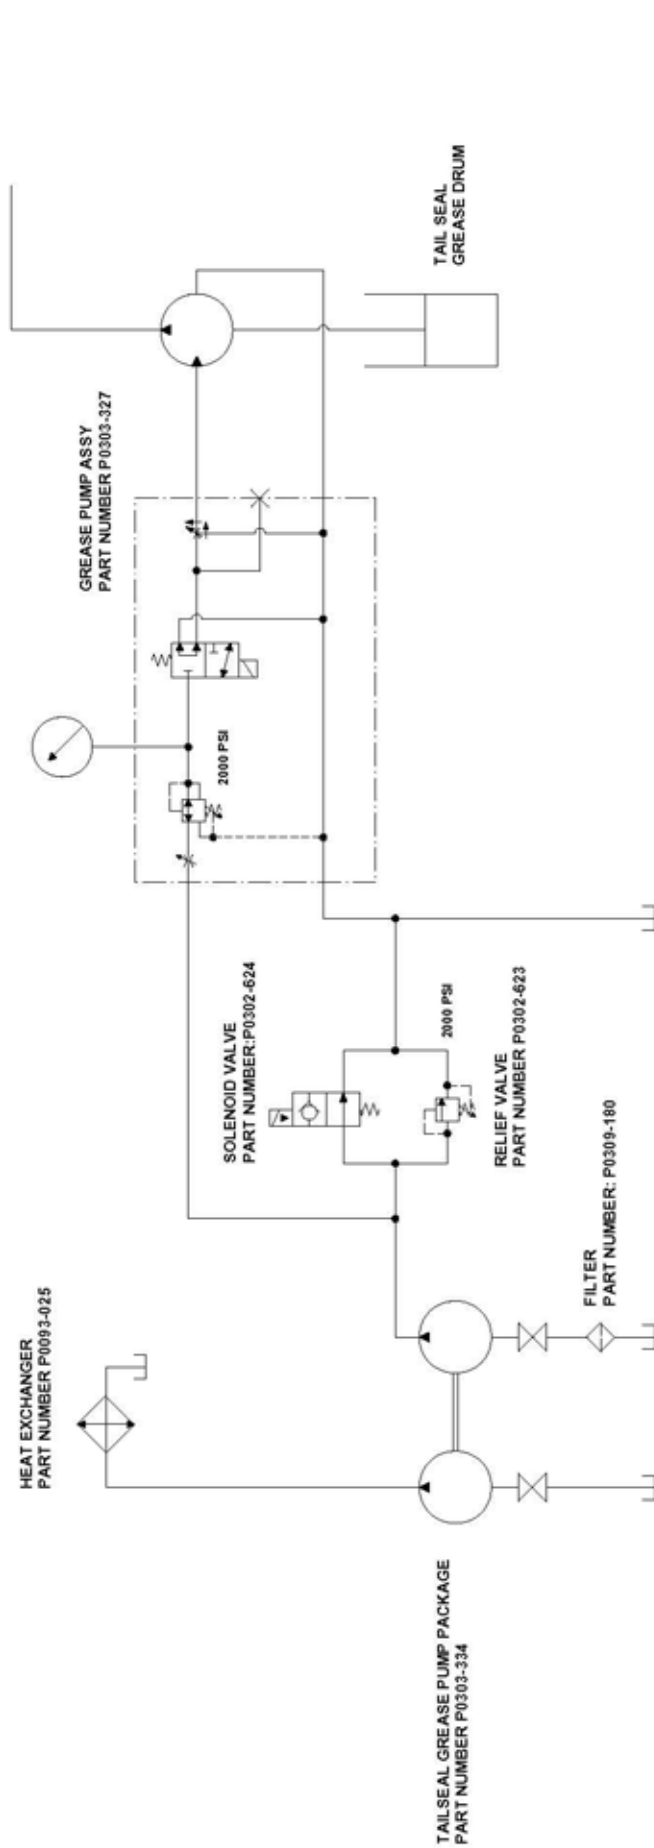 HEAT EXCHANGER
PART NUMBER P0093-025
TAILSEAL GREASE PUMP PACKAGE
PART NUMBER P0303-334
FILTER
PART NUMBER: P0309-180
SOLENOID VALVE
PART NUMBER:P0302-624
RELIEF VALVE
PART NUMBER P0302-623
2000 PSI
2000 PSI
GREASE PUMP ASSY
PART NUMBER P0303-327
TAIL SEAL
GREASE DRUM